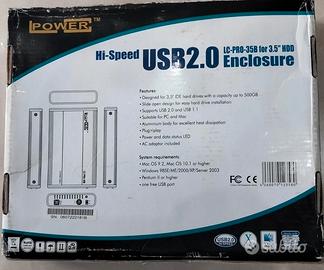 POWER
Hi-Speed USB2.0 LC-PRO-35B for 3.5" HDD
Enclosure
Features:
• Designed for 3,5" IDE hard drives with a capacity up to 500GB
• Slide open design for easy hard drive installation
• Supports USB 2.0 and USB 1.1
• Suitable for PC and Mac
• Aluminium body for excellent heat dissipation
• Plug+play
• Power and data status LED
• AC adaptor included
System requirements:
• Mac OS 9.2, Mac OS 10.1 or higher
• Windows 98SE/ME/2000/XP/Server 2003
• Pentium II or higher
• one free USB port
subito